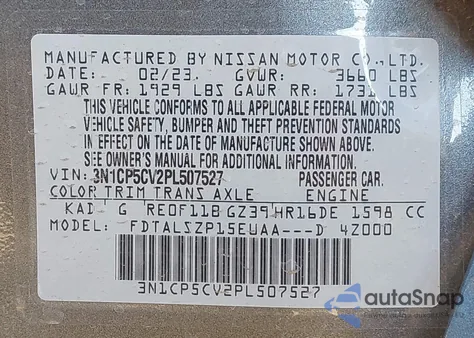 MANUFACTURED BY NISSAN MOTOR CO.,LTD.
DATE: 02/23 GVWR: 3660 LBS
GAWR FR: 1929 LBS GAWR RR: 1731 LBS
THIS VEHICLE CONFORMS TO ALL APPLICABLE FEDERAL MOTOR
VEHICLE SAFETY, BUMPER AND THEFT PREVENTION STANDARDS
IN EFFECT ON THE DATE OF MANUFACTURE SHOWN ABOVE.
SEE OWNER'S MANUAL FOR ADDITIONAL INFORMATION.
VIN: 3N1CP5CV2PL507527 PASSENGER CAR.
COLOR TRIM TRANS AXLE ENGINE
KAD G RE0F11B GZ39 HR16DE 1598 CC
MODEL: FDTALSZP15EUAA---D 4Z000
3N1CP5CV2PL507527
autoSnap